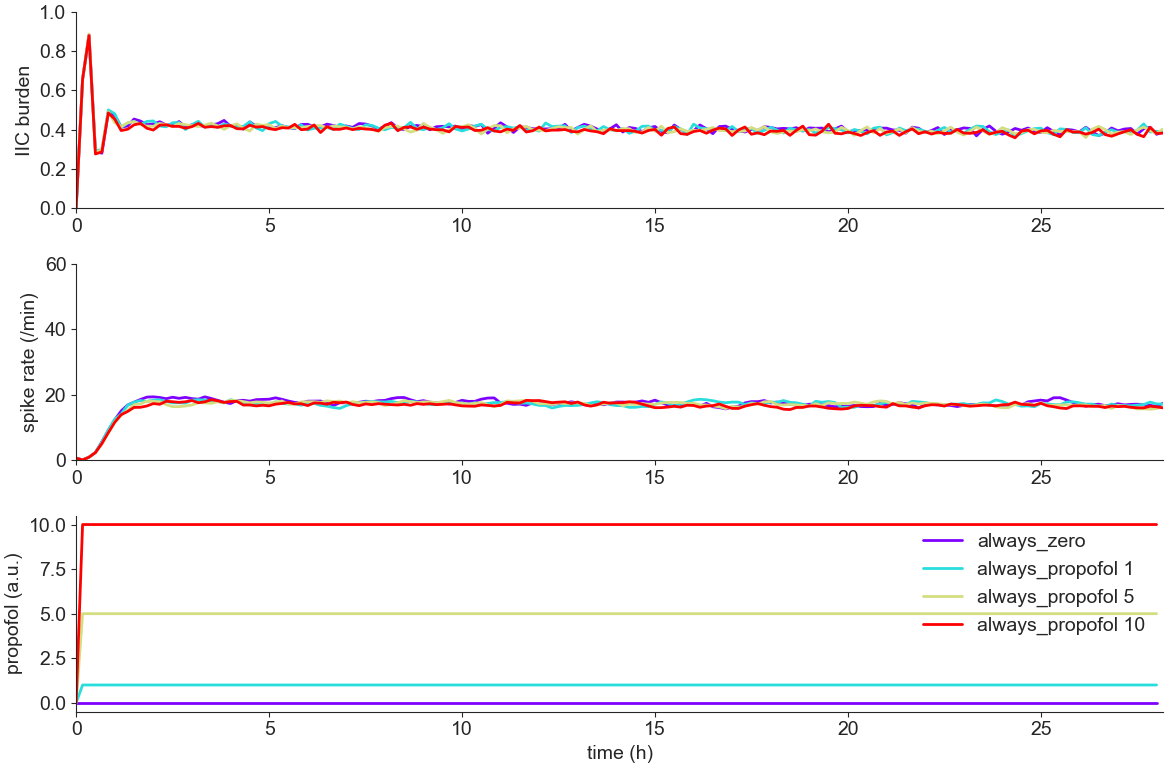 1.0
0.8
0.6
0.4
0.2
0.0
IIC burden
0 5 10 15 20 25
60
40
20
0
spike rate (/min)
0 5 10 15 20 25
10.0
7.5
5.0
2.5
0.0
propofol (a.u.)
always_zero
always_propofol 1
always_propofol 5
always_propofol 10
0 5 10 15 20 25
time (h)